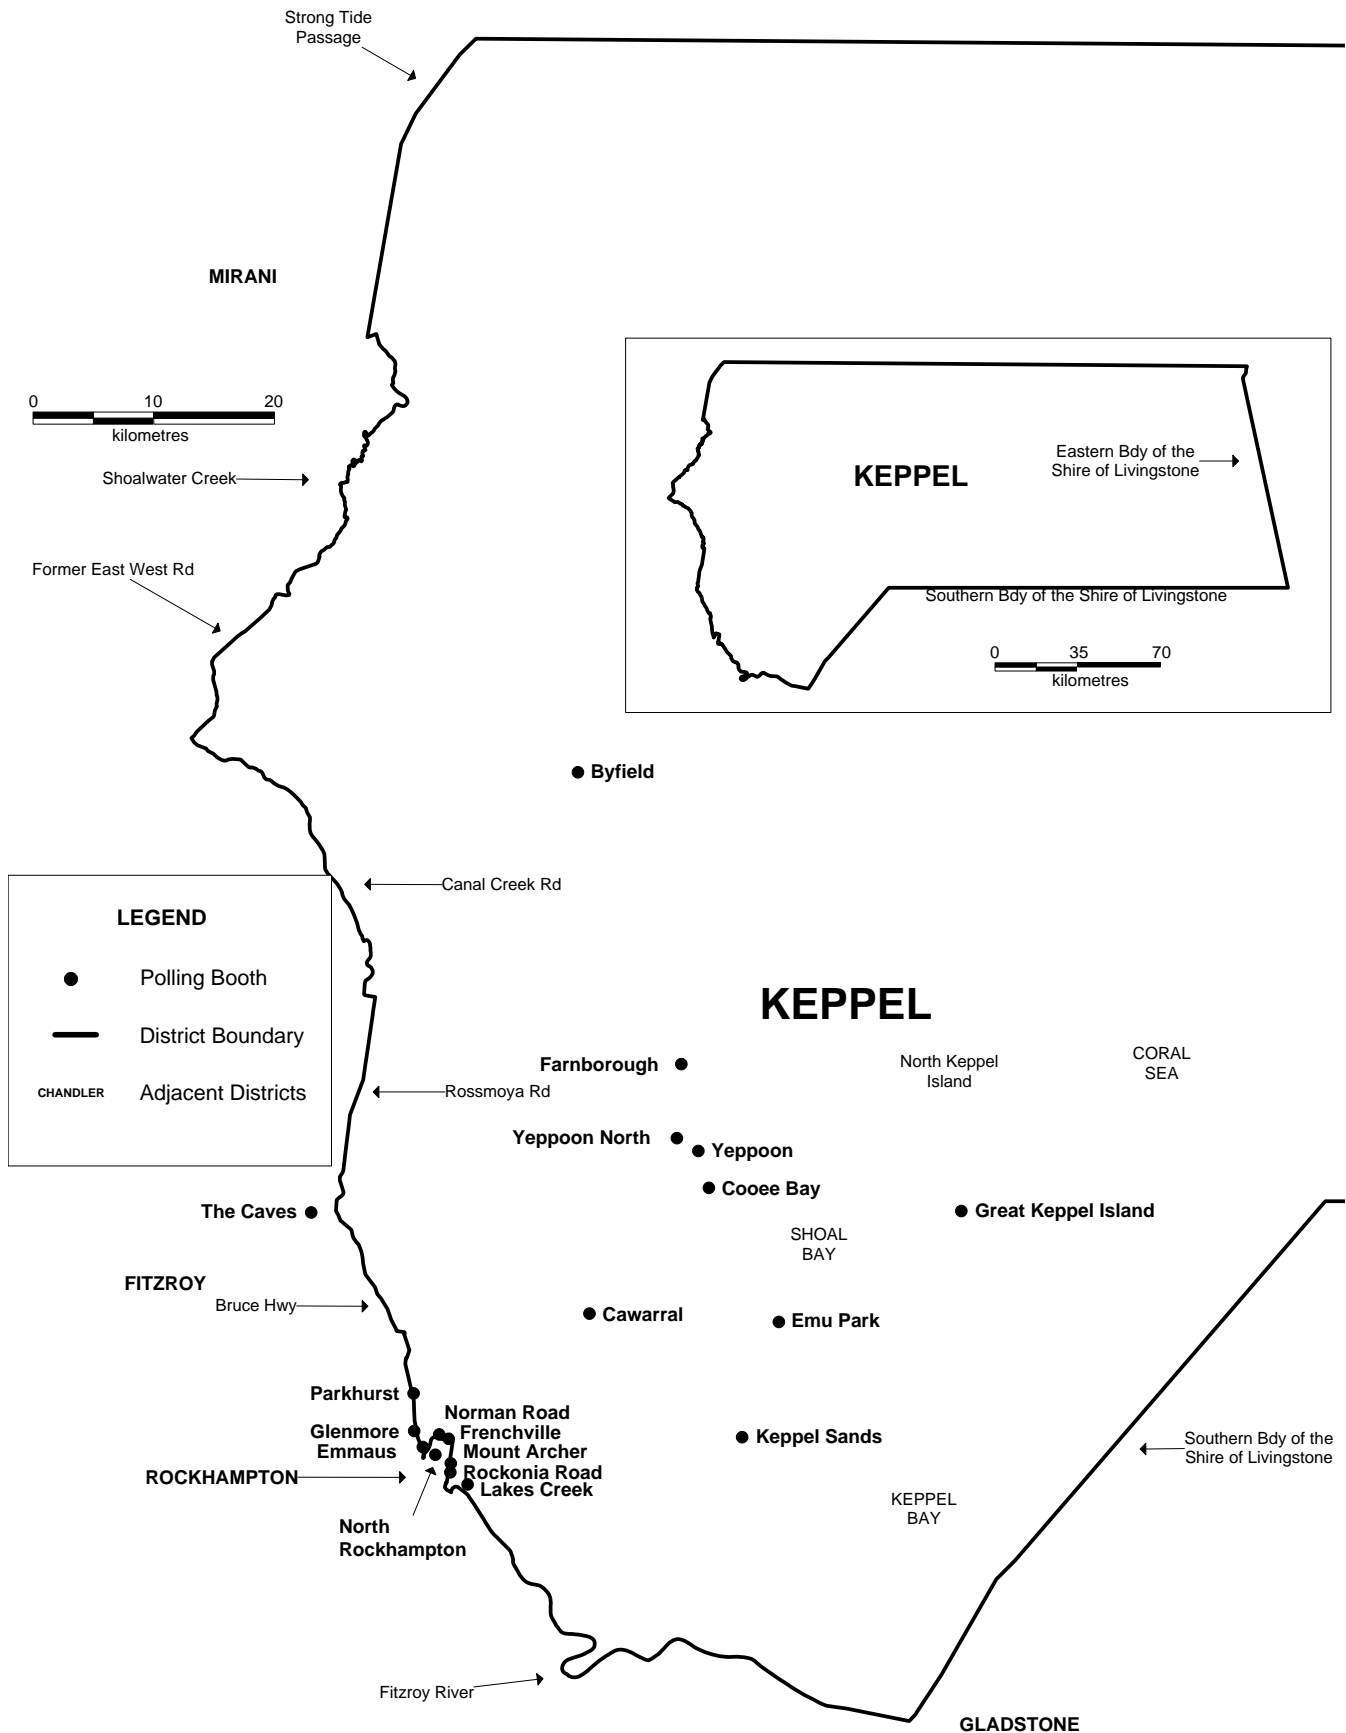 Strong Tide
Passage
MIRANI
0 10 20
kilometres
Shoalwater Creek
Former East West Rd
KEPPEL
Eastern Bdy of the
Shire of Livingstone
Southern Bdy of the Shire of Livingstone
0 35 70
kilometres
Byfield
Canal Creek Rd
LEGEND
Polling Booth
District Boundary
CHANDLER Adjacent Districts
KEPPEL
Farnborough
North Keppel
Island
CORAL
SEA
Rossmoya Rd
Yeppoon North
Yeppoon
Cooee Bay
The Caves
Great Keppel Island
SHOAL
BAY
FITZROY
Bruce Hwy
Cawarral
Emu Park
Parkhurst
Norman Road
Glenmore
Frenchville
Emmaus
Mount Archer
Keppel Sands
Southern Bdy of the
Shire of Livingstone
ROCKHAMPTON
Rockonia Road
Lakes Creek
KEPPEL
BAY
North
Rockhampton
Fitzroy River
GLADSTONE